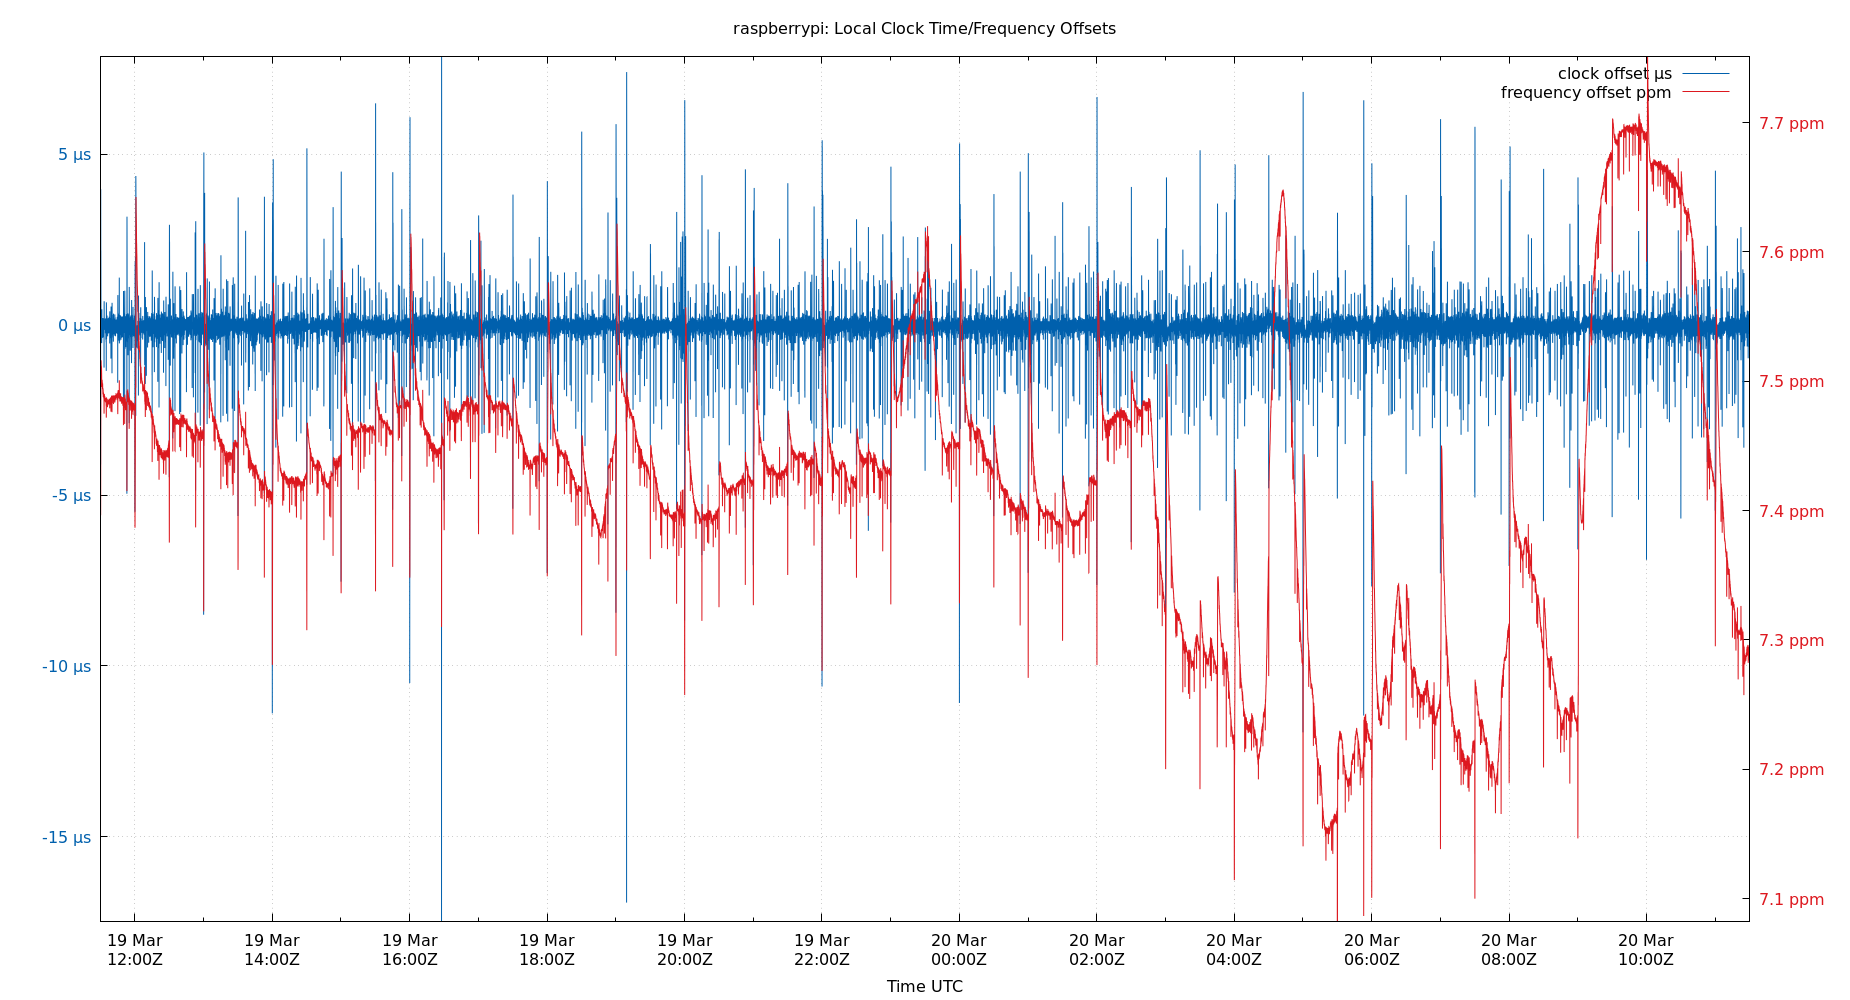 raspberrypi: Local Clock Time/Frequency Offsets
clock offset µs
frequency offset ppm
5 µs
0 µs
-5 µs
-10 µs
-15 µs
7.7 ppm
7.6 ppm
7.5 ppm
7.4 ppm
7.3 ppm
7.2 ppm
7.1 ppm
19 Mar 19 Mar 19 Mar 19 Mar 19 Mar 19 Mar 20 Mar 20 Mar 20 Mar 20 Mar 20 Mar 20 Mar
12:00Z 14:00Z 16:00Z 18:00Z 20:00Z 22:00Z 00:00Z 02:00Z 04:00Z 06:00Z 08:00Z 10:00Z
Time UTC